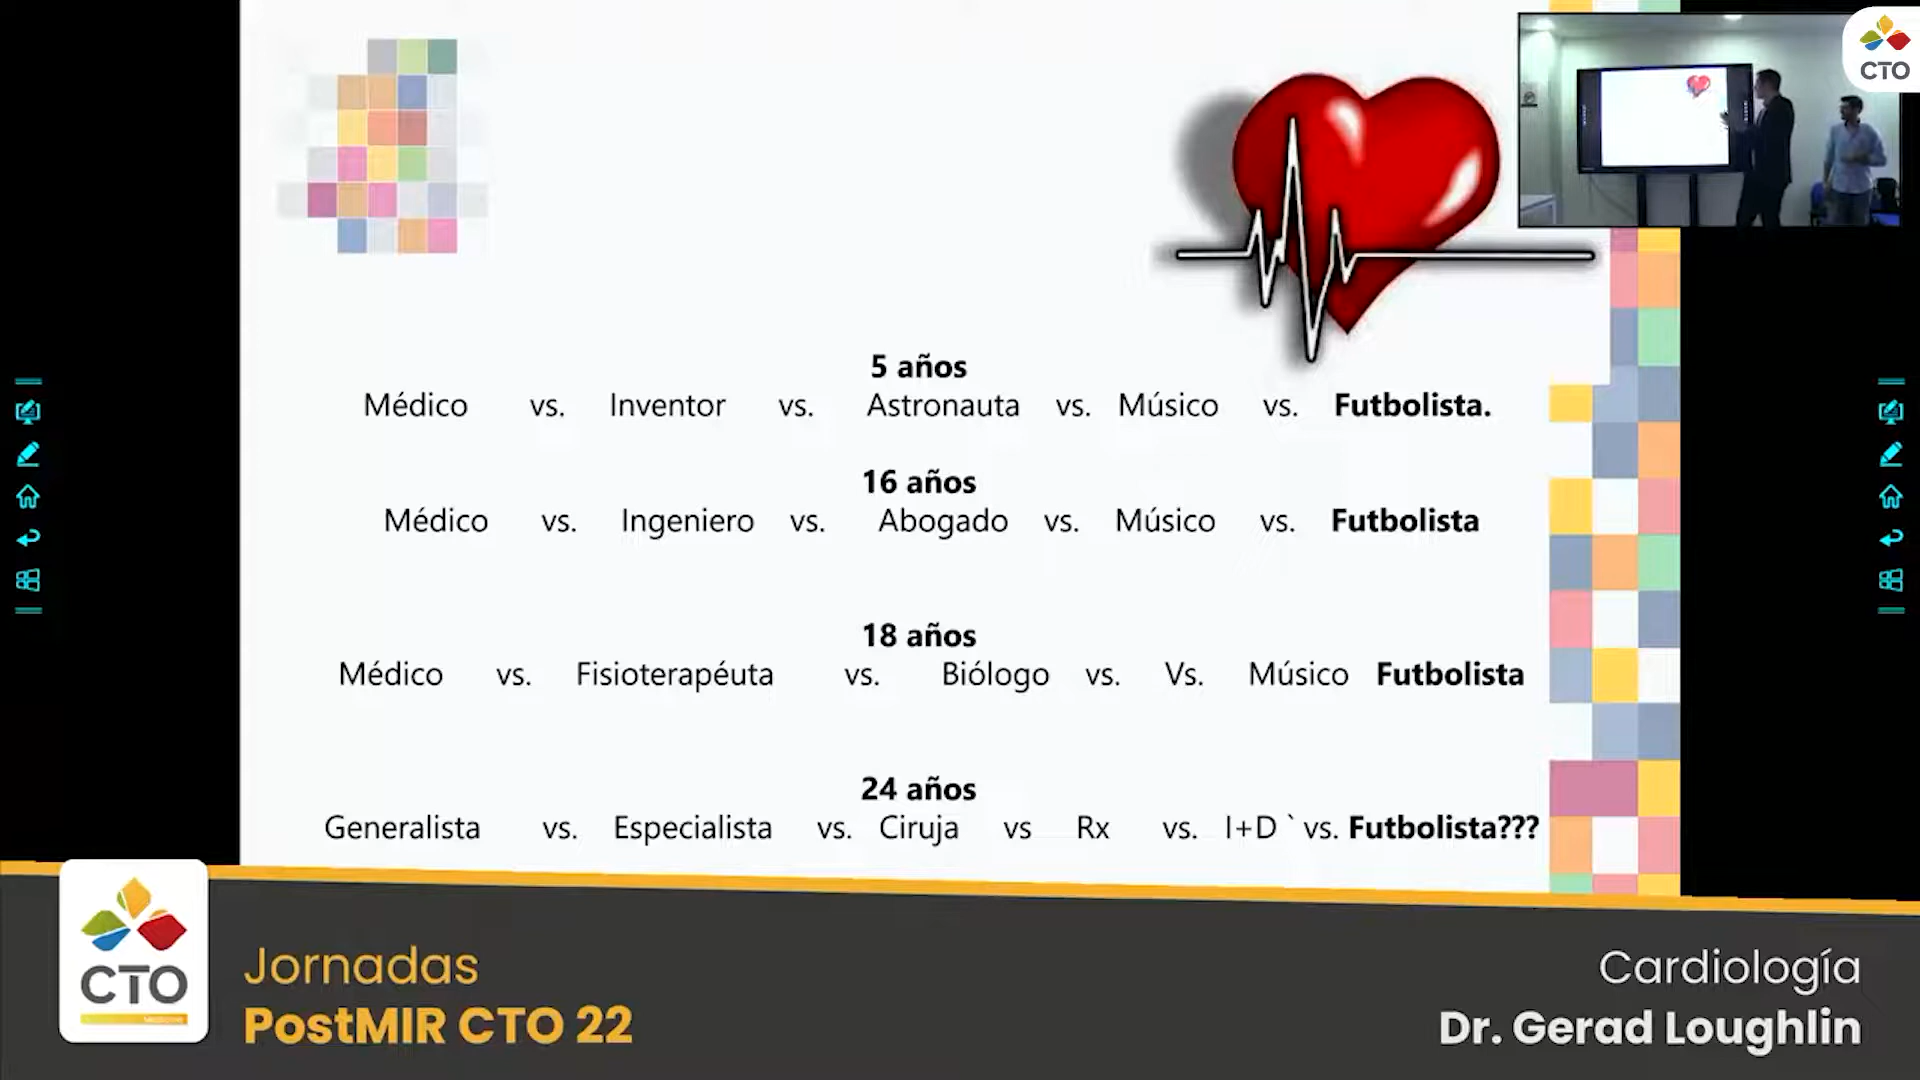 CTO
5 años
Médico vs. Inventor vs. Astronauta vs. Músico vs. Futbolista.
16 años
Médico vs. Ingeniero vs. Abogado vs. Músico vs. Futbolista
18 años
Médico vs. Fisioterapéuta vs. Biólogo vs. Vs. Músico Futbolista
24 años
Generalista vs. Especialista vs. Ciruja vs Rx vs. I+D ` vs. Futbolista???
CTO
Jornadas
PostMIR CTO 22
Cardiología
Dr. Gerad Loughlin